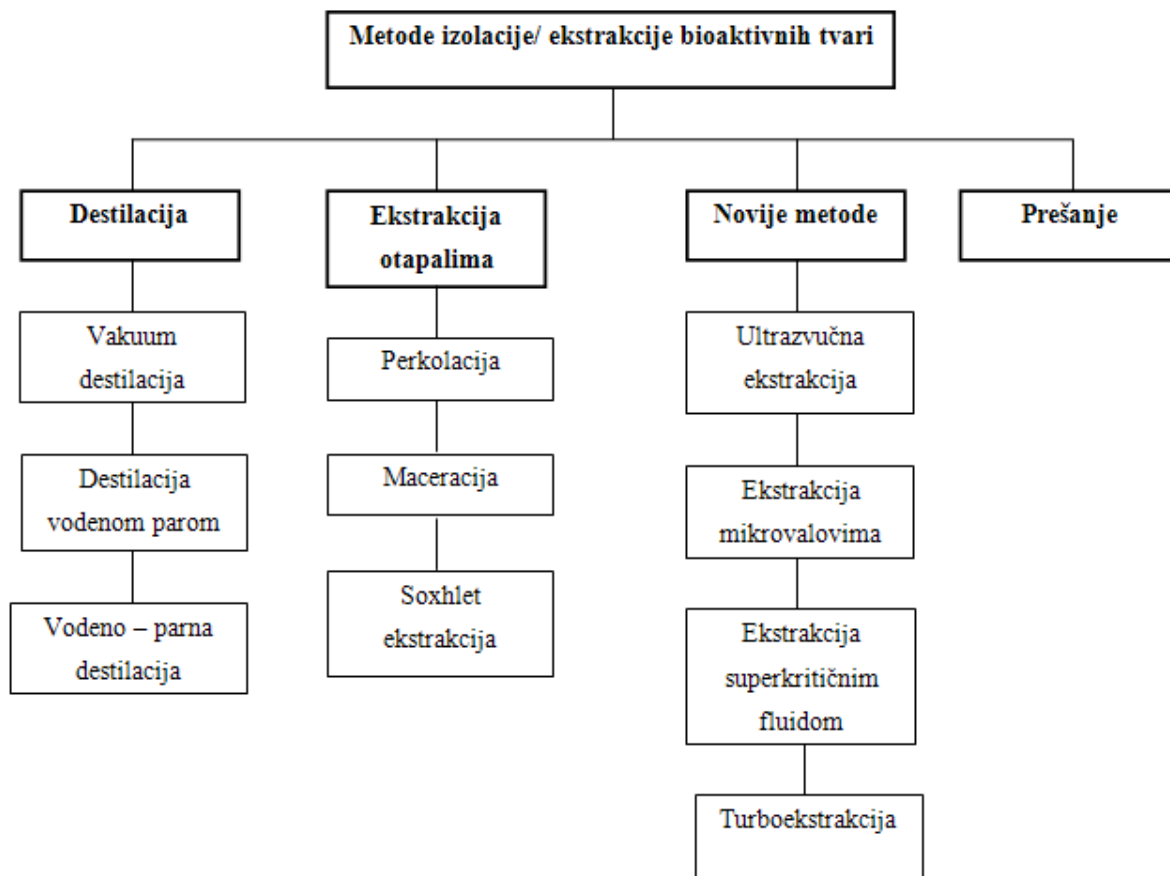 Metode izolacije/ ekstrakcije bioaktivnih tvari
Destilacija
Vakuum
destilacija
Destilacija
vodenom parom
Vodeno – parna
destilacija
Ekstrakcija
otapalima
Perkolacija
Maceracija
Soxhlet
ekstrakcija
Novije metode
Ultrazvučna
ekstrakcija
Ekstrakcija
mikrovalovima
Ekstrakcija
superkritičnim
fluidom
Turboekstrakcija
Prešanje